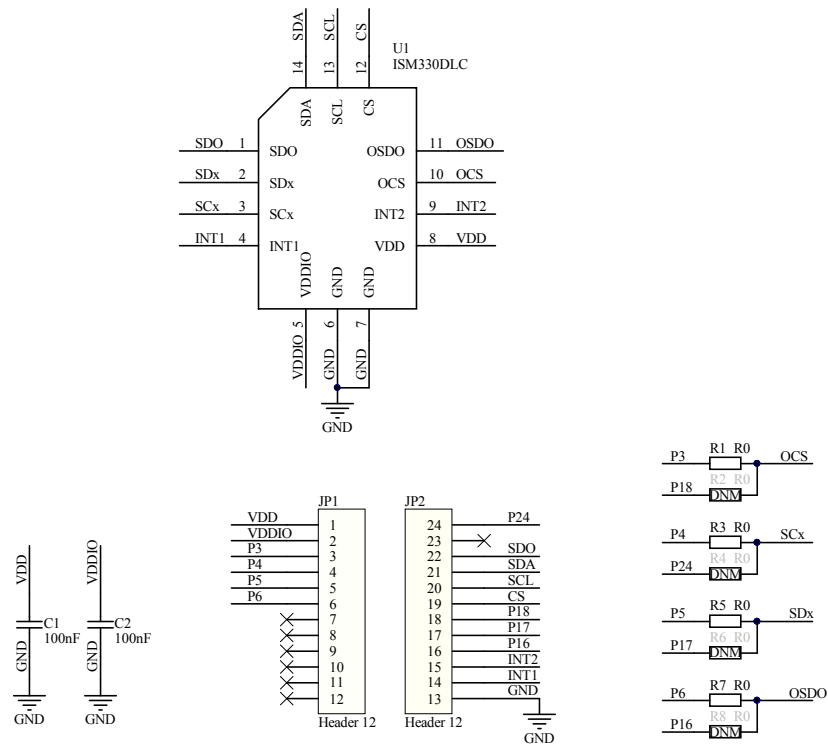 SDA
SCL
CS
14
13
12
U1
ISM330DLC
SDA
SCL
CS
SDO 1 SDO
OSDO 11 OSDO
SDx 2 SDx
OCS 10 OCS
SCx 3 SCx
INT2 9 INT2
INT1 4 INT1
VDD 8 VDD
VDDIO
GND
GND
5
6
7
VDDIO
GND
GND
GND
JP1
VDD 1
VDDIO 2
P3 3
P4 4
P5 5
P6 6
7
8
9
10
11
12
Header 12
JP2
24 P24
23
22 SDO
21 SDA
20 SCL
19 CS
18 P18
17 P17
16 P16
15 INT2
14 INT1
13 GND
Header 12
GND
VDD
C1
100nF
GND
GND
VDDIO
C2
100nF
GND
GND
P3 R1 R0 OCS
R2 R0
P18 DNM
P4 R3 R0 SCx
R4 R0
P24 DNM
P5 R5 R0 SDx
R6 R0
P17 DNM
P6 R7 R0 OSDO
R8 R0
P16 DNM